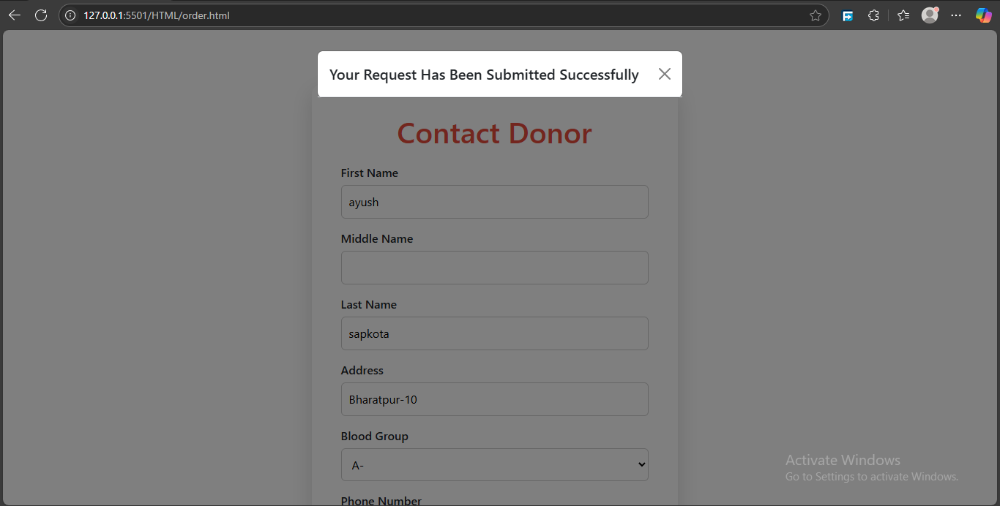 127.0.0.1:5501/HTML/order.html
Your Request Has Been Submitted Successfully
Contact Donor
First Name
ayush
Middle Name
Last Name
sapkota
Address
Bharatpur-10
Blood Group
A-
Phone Number
Activate Windows
Go to Settings to activate Windows.